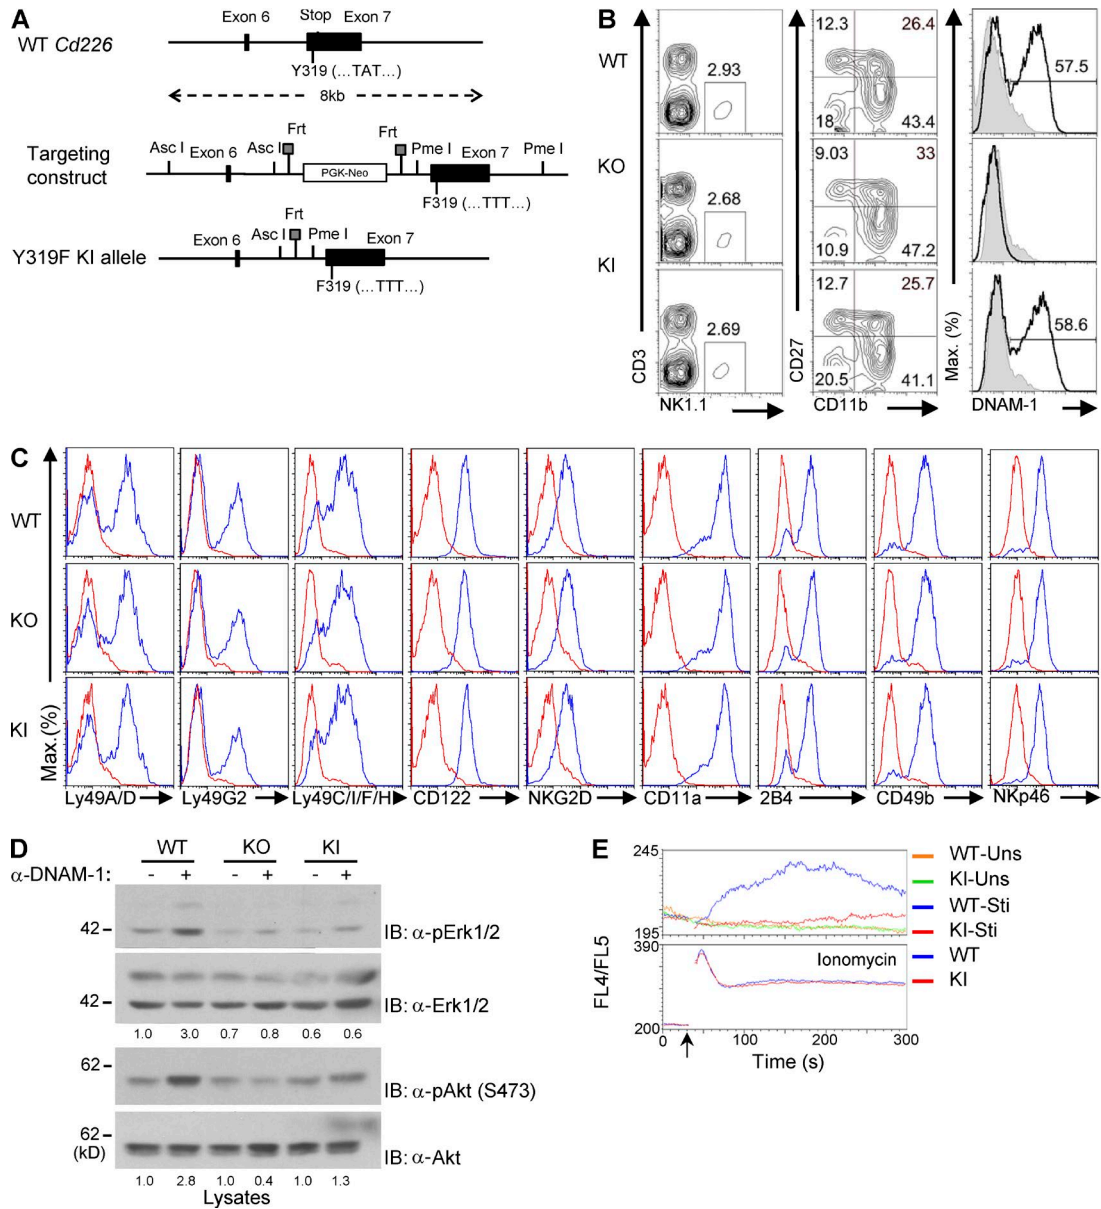 A
WT Cd226
Exon 6
Stop
Exon 7
Y319 (...TAT...)
8kb
Targeting
construct
Asc I
Exon 6
Asc I
Frt
PGK-Neo
Frt
Pme I
Exon 7
Pme I
F319 (...TTT...)
Y319F KI allele
Exon 6
Asc I
Frt
Pme I
Exon 7
F319 (...TTT...)
B
WT
2.93
12.3
26.4
18
43.4
57.5
KO
2.68
9.03
33
10.9
47.2
KI
2.69
12.7
25.7
20.5
41.1
58.6
CD3
NK1.1
CD27
CD11b
Max. (%)
DNAM-1
C
WT
KO
KI
Max.(%)
Ly49A/D
Ly49G2
Ly49C/I/F/H
CD122
NKG2D
CD11a
2B4
CD49b
NKp46
D
WT KO KI
α-DNAM-1: - + - + - +
42
IB: α-pErk1/2
42
IB: α-Erk1/2
1.0 3.0 0.7 0.8 0.6 0.6
62
IB: α-pAkt (S473)
62
(kD)
IB: α-Akt
1.0 2.8 1.0 0.4 1.0 1.3
Lysates
E
245
195
390
200
FL4/FL5
Ionomycin
0 100 200 300
Time (s)
WT-Uns
KI-Uns
WT-Sti
KI-Sti
WT
KI